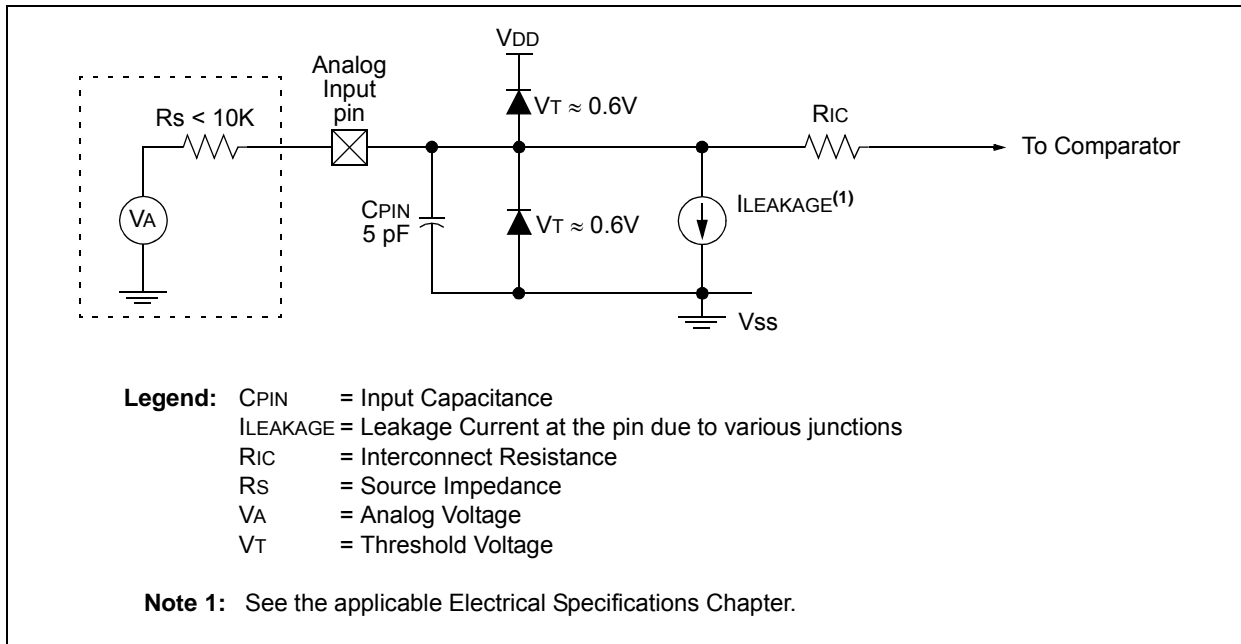 VDD
Analog
Input
pin
Rs < 10K
VT ≈ 0.6V
RIC
To Comparator
VA
CPIN
5 pF
VT ≈ 0.6V
ILEAKAGE(1)
Vss
Legend: CPIN = Input Capacitance
ILEAKAGE = Leakage Current at the pin due to various junctions
RIC = Interconnect Resistance
RS = Source Impedance
VA = Analog Voltage
VT = Threshold Voltage
Note 1: See the applicable Electrical Specifications Chapter.